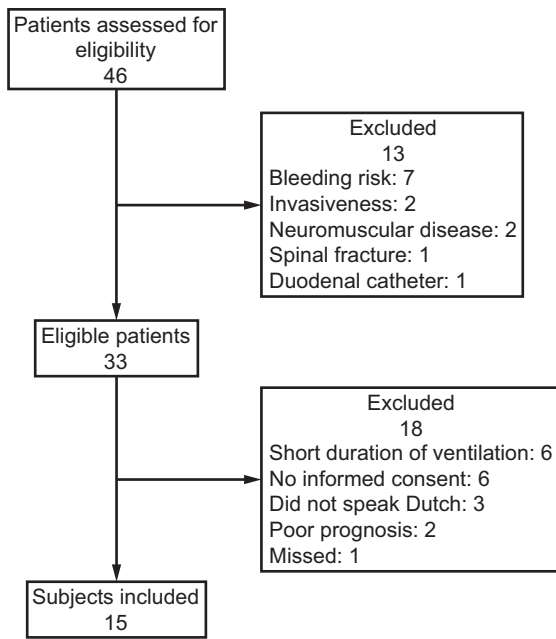 Patients assessed for
eligibility
46
Excluded
13
Bleeding risk: 7
Invasiveness: 2
Neuromuscular disease: 2
Spinal fracture: 1
Duodenal catheter: 1
Eligible patients
33
Excluded
18
Short duration of ventilation: 6
No informed consent: 6
Did not speak Dutch: 3
Poor prognosis: 2
Missed: 1
Subjects included
15